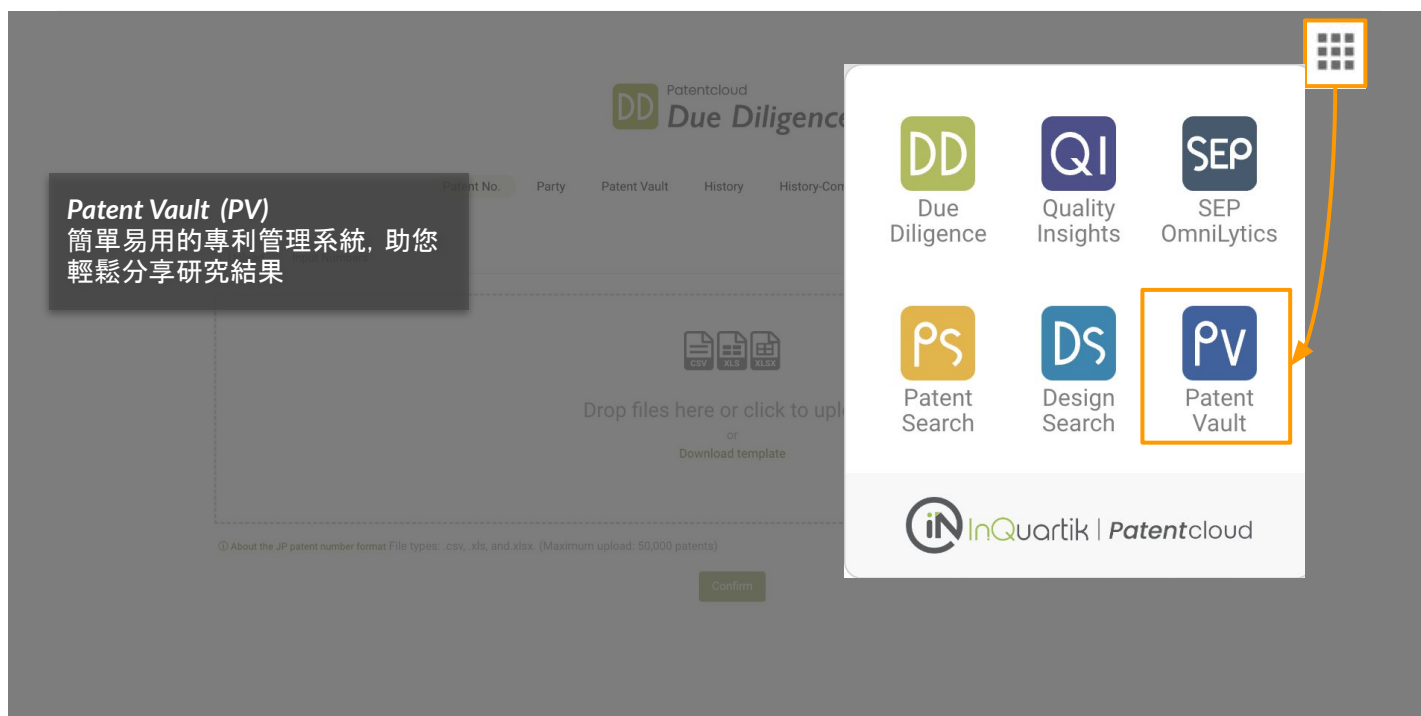 Patentcloud
DD Due Diligence
Patent No. Party Patent Vault History
Patent Vault (PV)
簡單易用的專利管理系統, 助您
輕鬆分享研究結果
Input Numbers
CSV XLS XLSX
Drop files here or click to
or
Download template
About the JP patent number format File types: .csv, .xls, and .xlsx. (Maximum upload: 50,000 patents)
Confirm
DD QI SEP
Due Quality SEP
Diligence Insights OmniLytics
PS DS PV
Patent Design Patent
Search Search Vault
iN InQuartik | Patentcloud